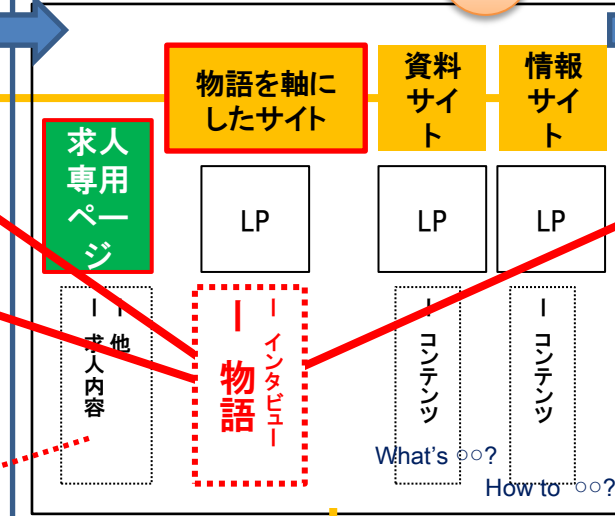 物語を軸に
したサイト
資料
サイ
ト
情報
サイ
ト
求人
専用
ペー
ジ
LP
LP
LP
ー 他
ー 求人内容
ー インタビュー
ー 物語
ー コンテンツ
ー コンテンツ
What's ○○?
How to ○○?